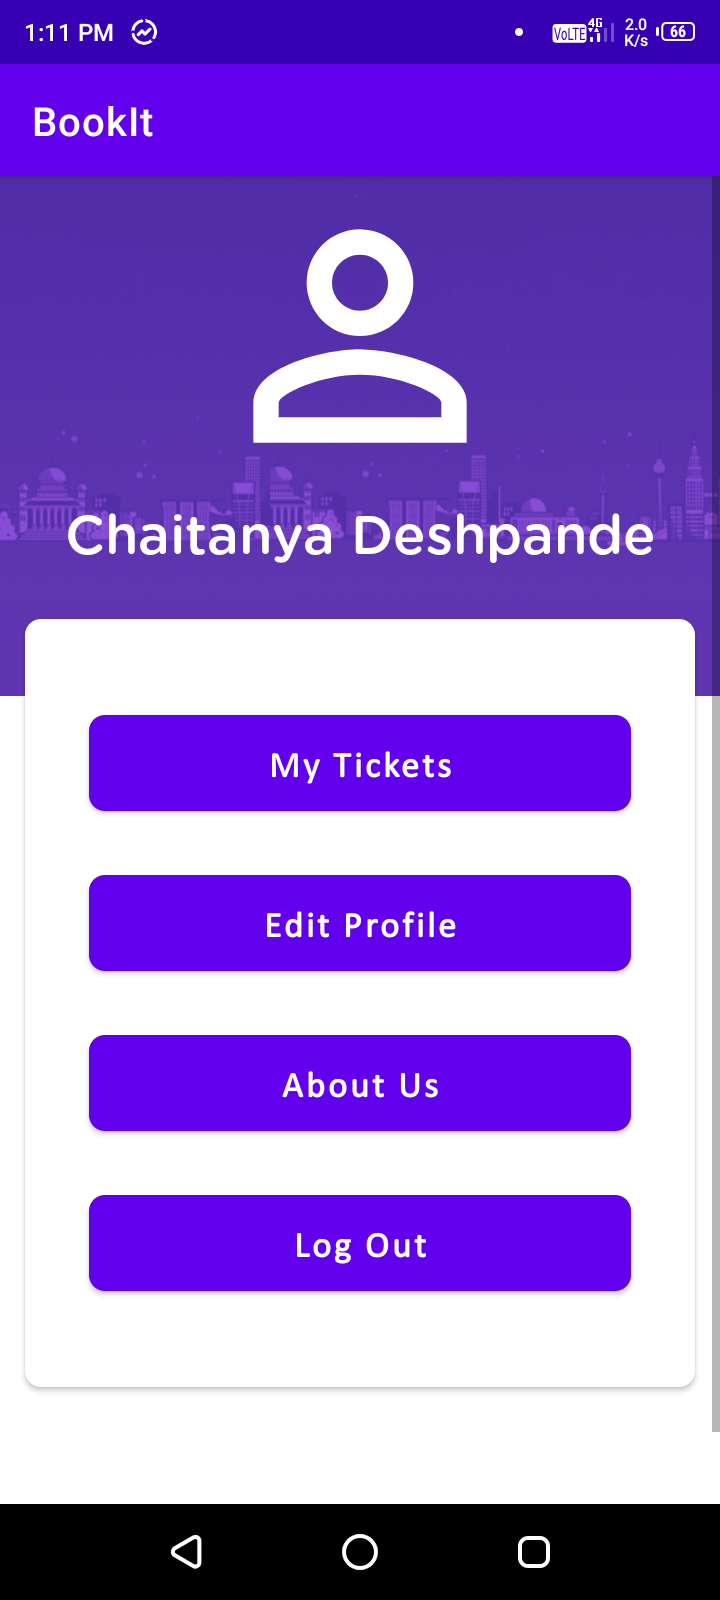 1:11 PM
VoLTE 4G 2.0 K/s 66
BookIt
Chaitanya Deshpande
My Tickets
Edit Profile
About Us
Log Out